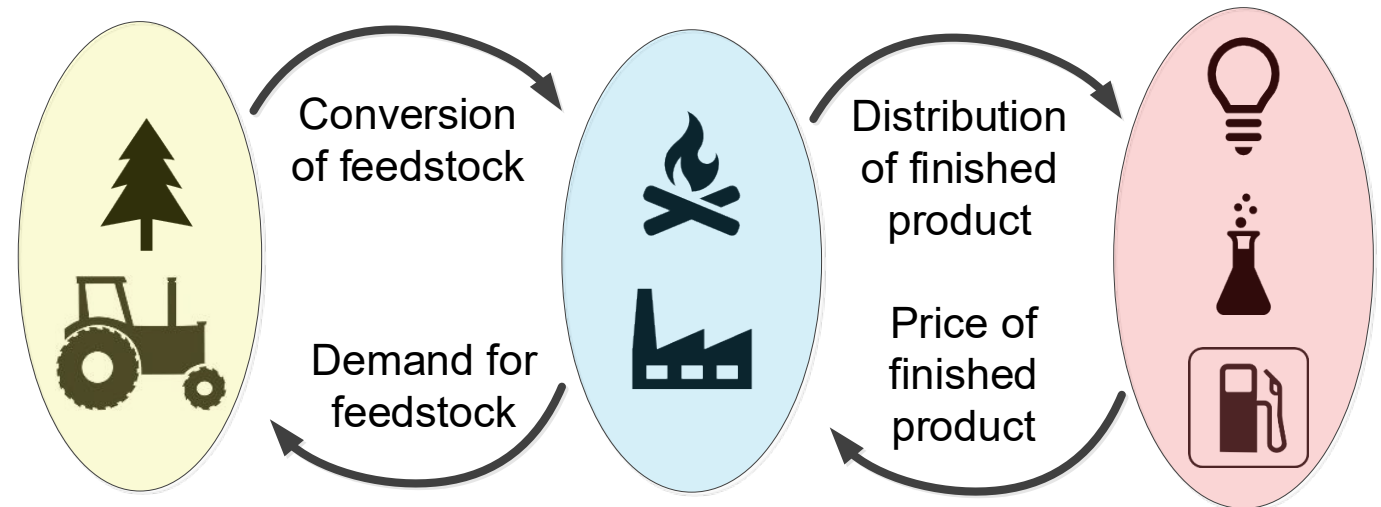 Conversion
of feedstock
Distribution
of finished
product
Demand for
feedstock
Price of
finished
product